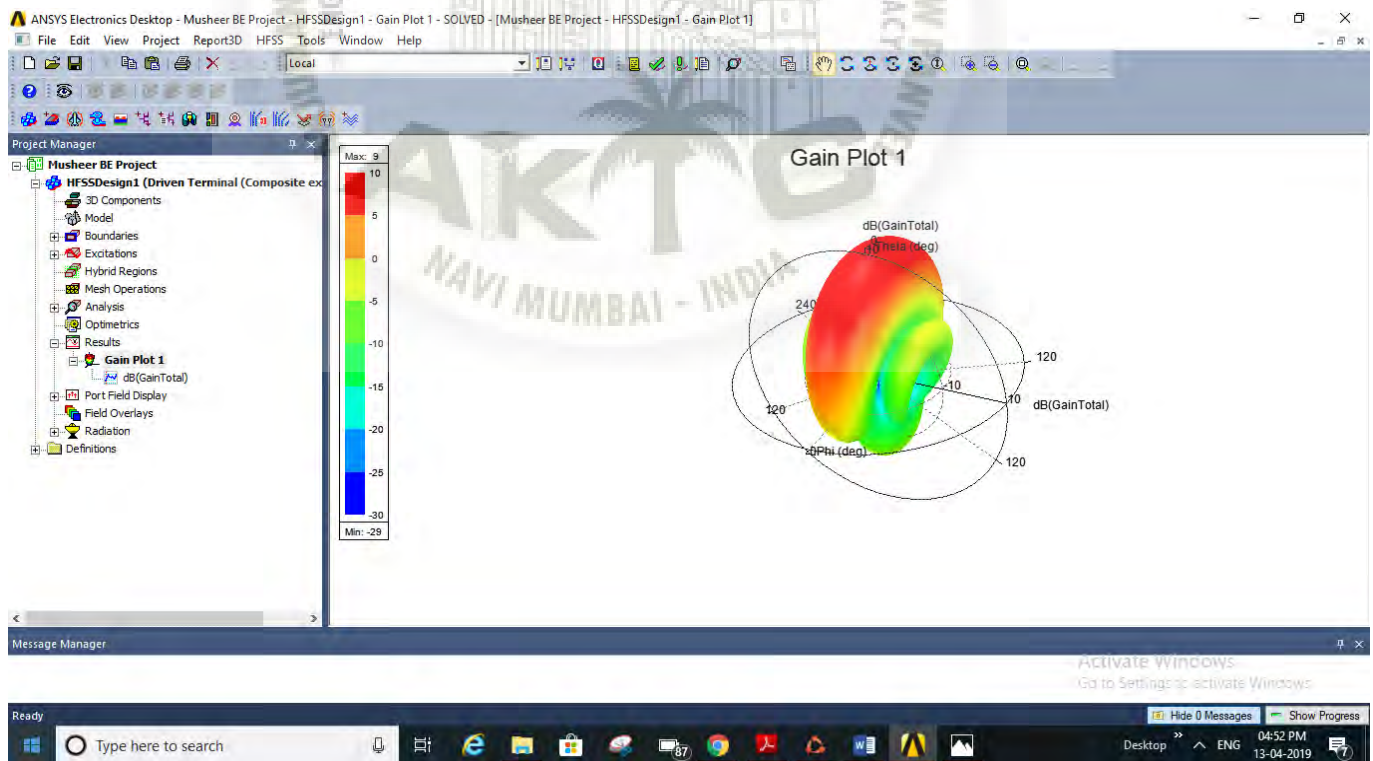 ANSYS Electronics Desktop - Musheer BE Project - HFSSDesign1 - Gain Plot 1 - SOLVED - [Musheer BE Project - HFSSDesign1 - Gain Plot 1]
File Edit View Project Report3D HFSS Tools Window Help
Local
Project Manager
Musheer BE Project
HFSSDesign1 (Driven Terminal (Composite ex
3D Components
Model
Boundaries
Excitations
Hybrid Regions
Mesh Operations
Analysis
Optimetrics
Results
Gain Plot 1
dB(GainTotal)
Port Field Display
Field Overlays
Radiation
Definitions
Max: 9
10
5
0
-5
-10
-15
-20
-25
-30
Min: -29
Gain Plot 1
dB(GainTotal)
Theta (deg)
240
120
-10
10
dB(GainTotal)
120
Phi (deg)
120
AKTC
NAVI MUMBAI - INDIA
Message Manager
Activate Windows
Go to Settings to activate Windows.
Ready
Hide 0 Messages
Show Progress
Type here to search
87
Desktop
ENG
04:52 PM
13-04-2019
7